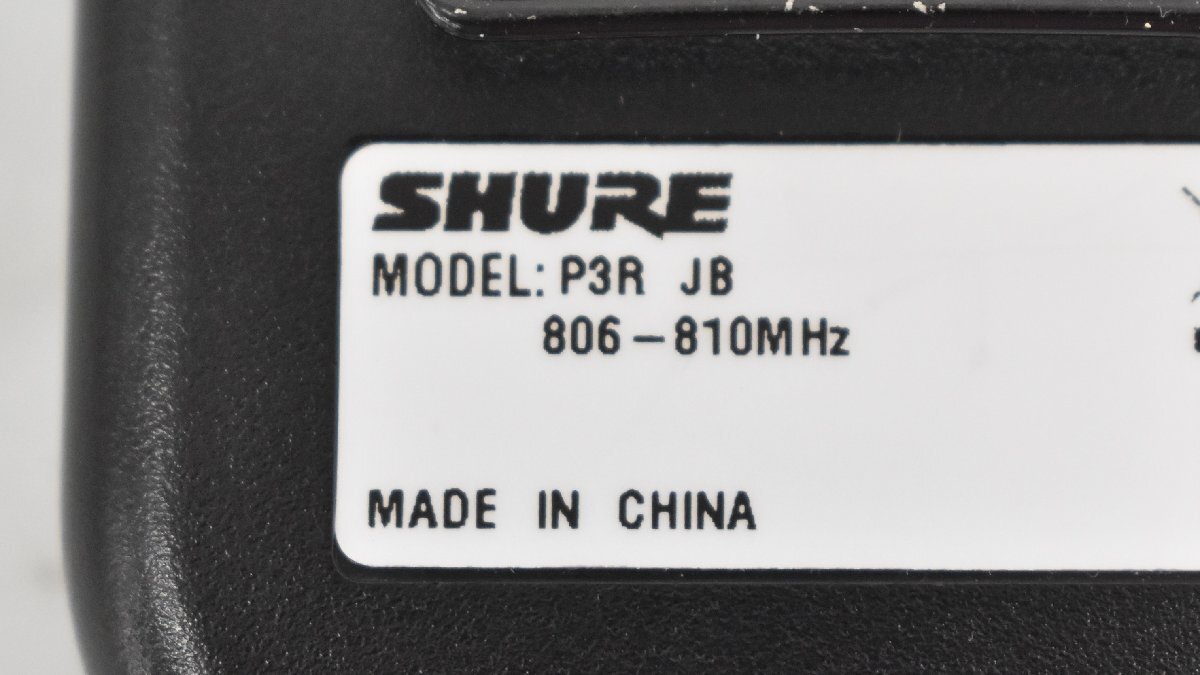 SHURE
MODEL: P3R JB
806-810MHz
MADE IN CHINA